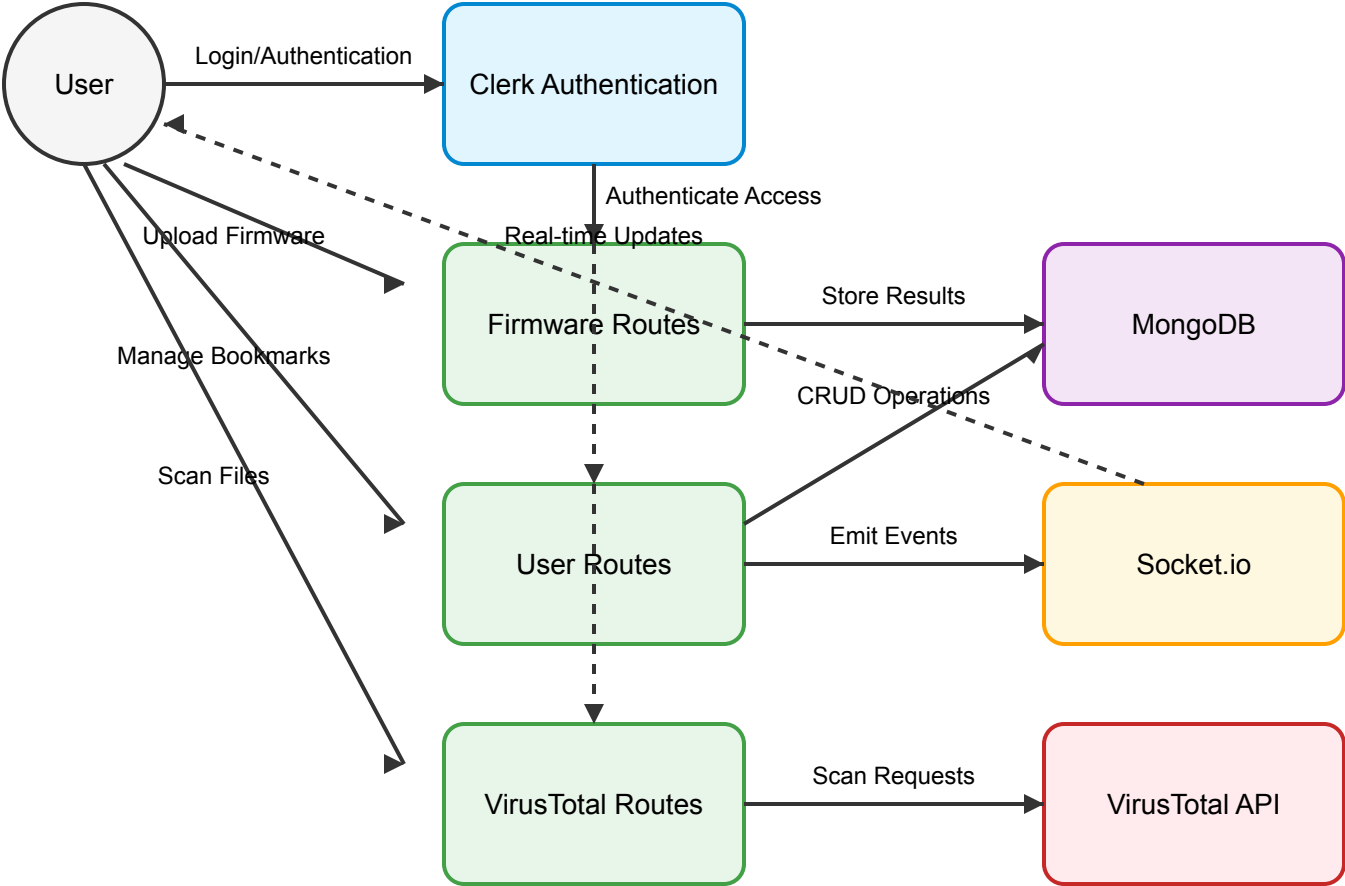 Login/Authentication
User
Clerk Authentication
Authenticate Access
Upload Firmware
Real-time Updates
Store Results
Firmware Routes
MongoDB
Manage Bookmarks
CRUD Operations
Scan Files
Emit Events
User Routes
Socket.io
Scan Requests
VirusTotal Routes
VirusTotal API